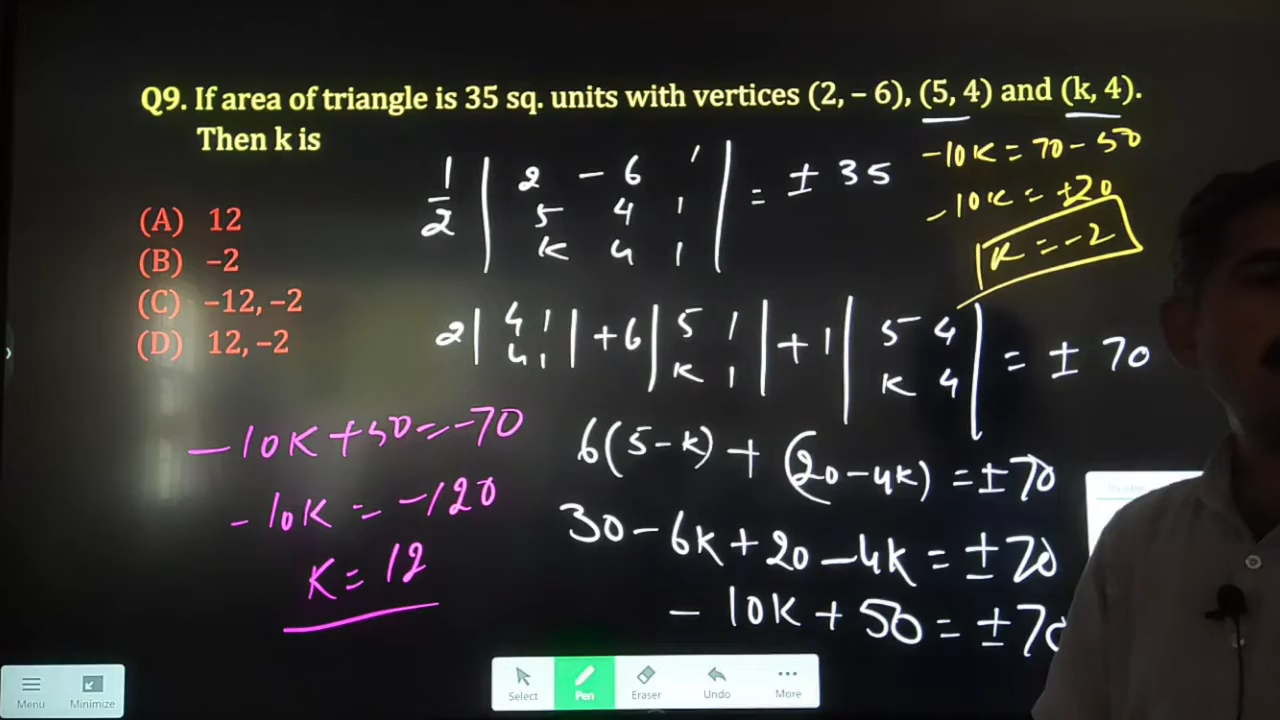 Q9. If area of triangle is 35 sq. units with vertices (2, – 6), (5, 4) and (k, 4).
Then k is
(A) 12
(B) –2
(C) –12, –2
(D) 12, –2
1/2 | 2 – 6 1 | = ± 35
5 4 1
K 4 1
2 | 4 1 | + 6 | 5 1 | + 1 | 5 4 | = ± 70
4 1 K 1 K 4
6(5 – K) + (20 – 4K) = ± 70
30 – 6K + 20 – 4K = ± 70
– 10K + 50 = ± 70
– 10K = 70 – 50
– 10K = +20
K = – 2
– 10K + 50 = – 70
– 10K = – 120
K = 12
Menu
Minimize
Select
Pen
Eraser
Undo
More